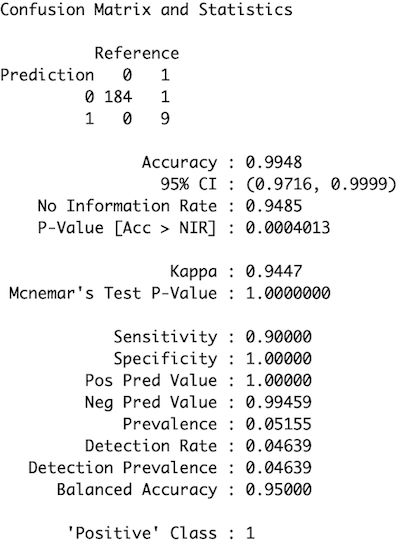 Confusion Matrix and Statistics
Reference
Prediction 0 1
0 184 1
1 0 9
Accuracy : 0.9948
95% CI : (0.9716, 0.9999)
No Information Rate : 0.9485
P-Value [Acc > NIR] : 0.0004013
Kappa : 0.9447
Mcnemar's Test P-Value : 1.0000000
Sensitivity : 0.90000
Specificity : 1.00000
Pos Pred Value : 1.00000
Neg Pred Value : 0.99459
Prevalence : 0.05155
Detection Rate : 0.04639
Detection Prevalence : 0.04639
Balanced Accuracy : 0.95000
'Positive' Class : 1